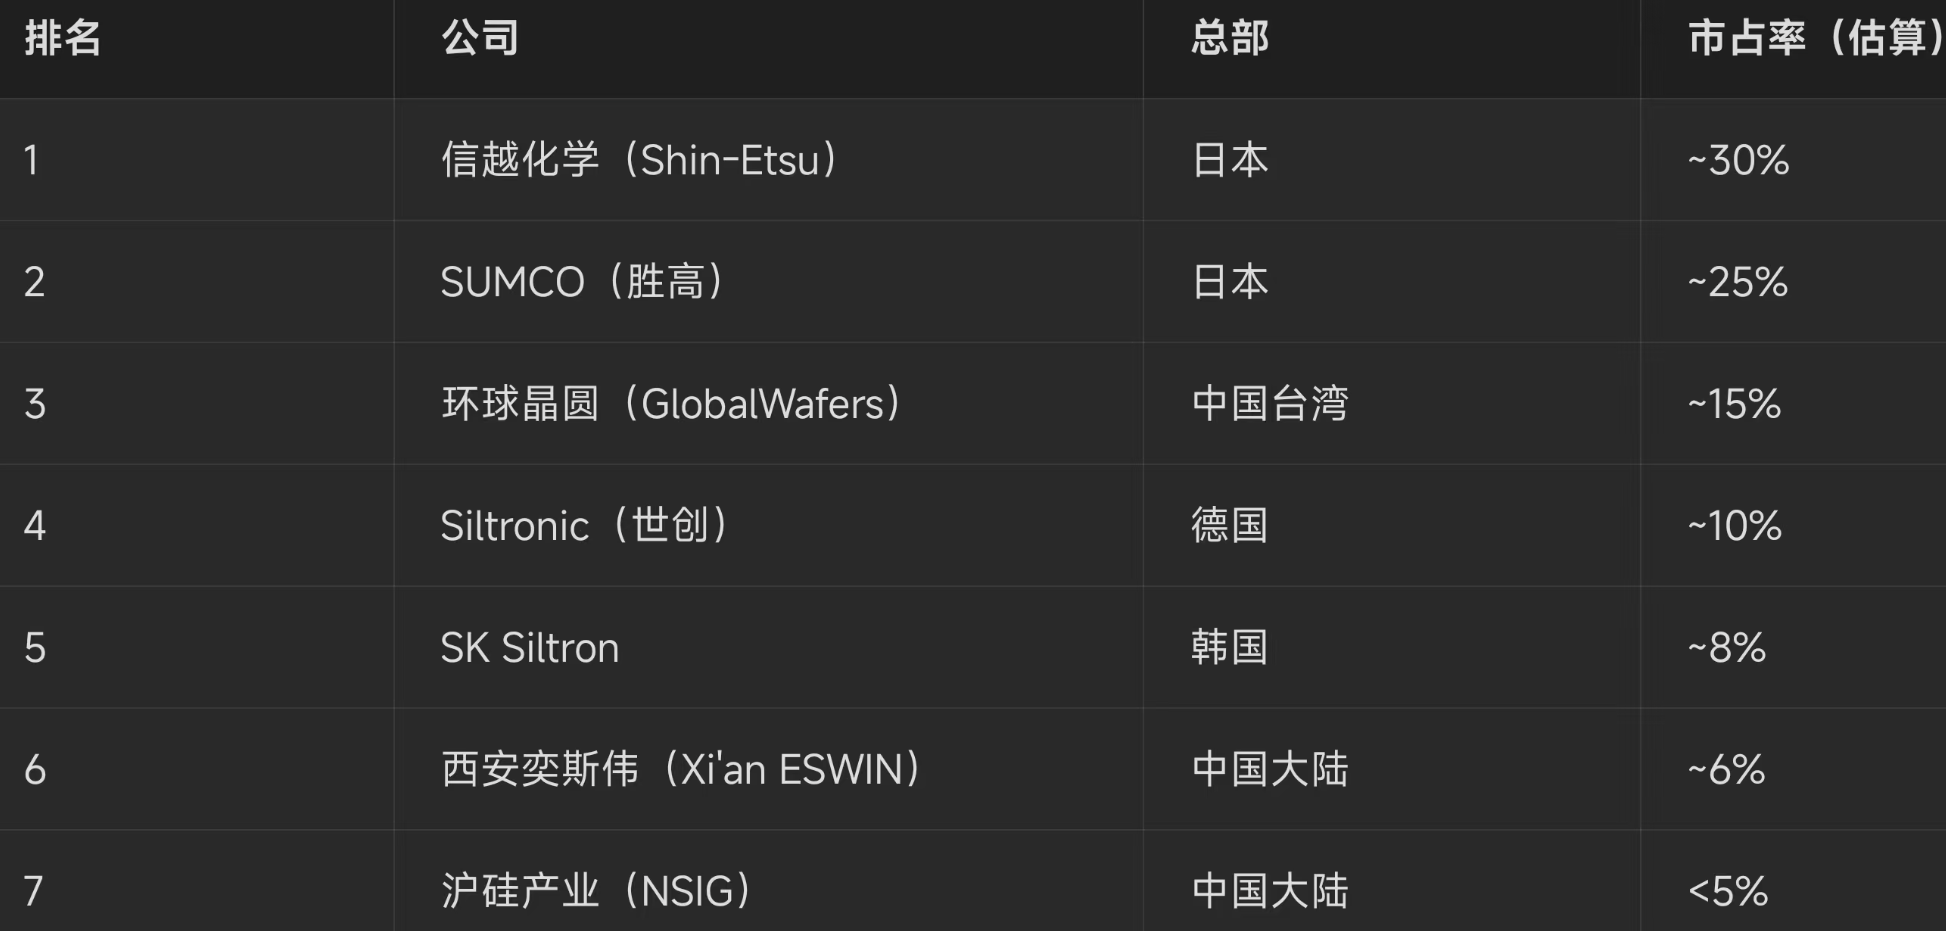 排名 公司 总部 市占率（估算）
1 信越化学（Shin-Etsu） 日本 ~30%
2 SUMCO（胜高） 日本 ~25%
3 环球晶圆（GlobalWafers） 中国台湾 ~15%
4 Siltronic（世创） 德国 ~10%
5 SK Siltron 韩国 ~8%
6 西安奕斯伟（Xi'an ESWIN） 中国大陆 ~6%
7 沪硅产业（NSIG） 中国大陆 <5%